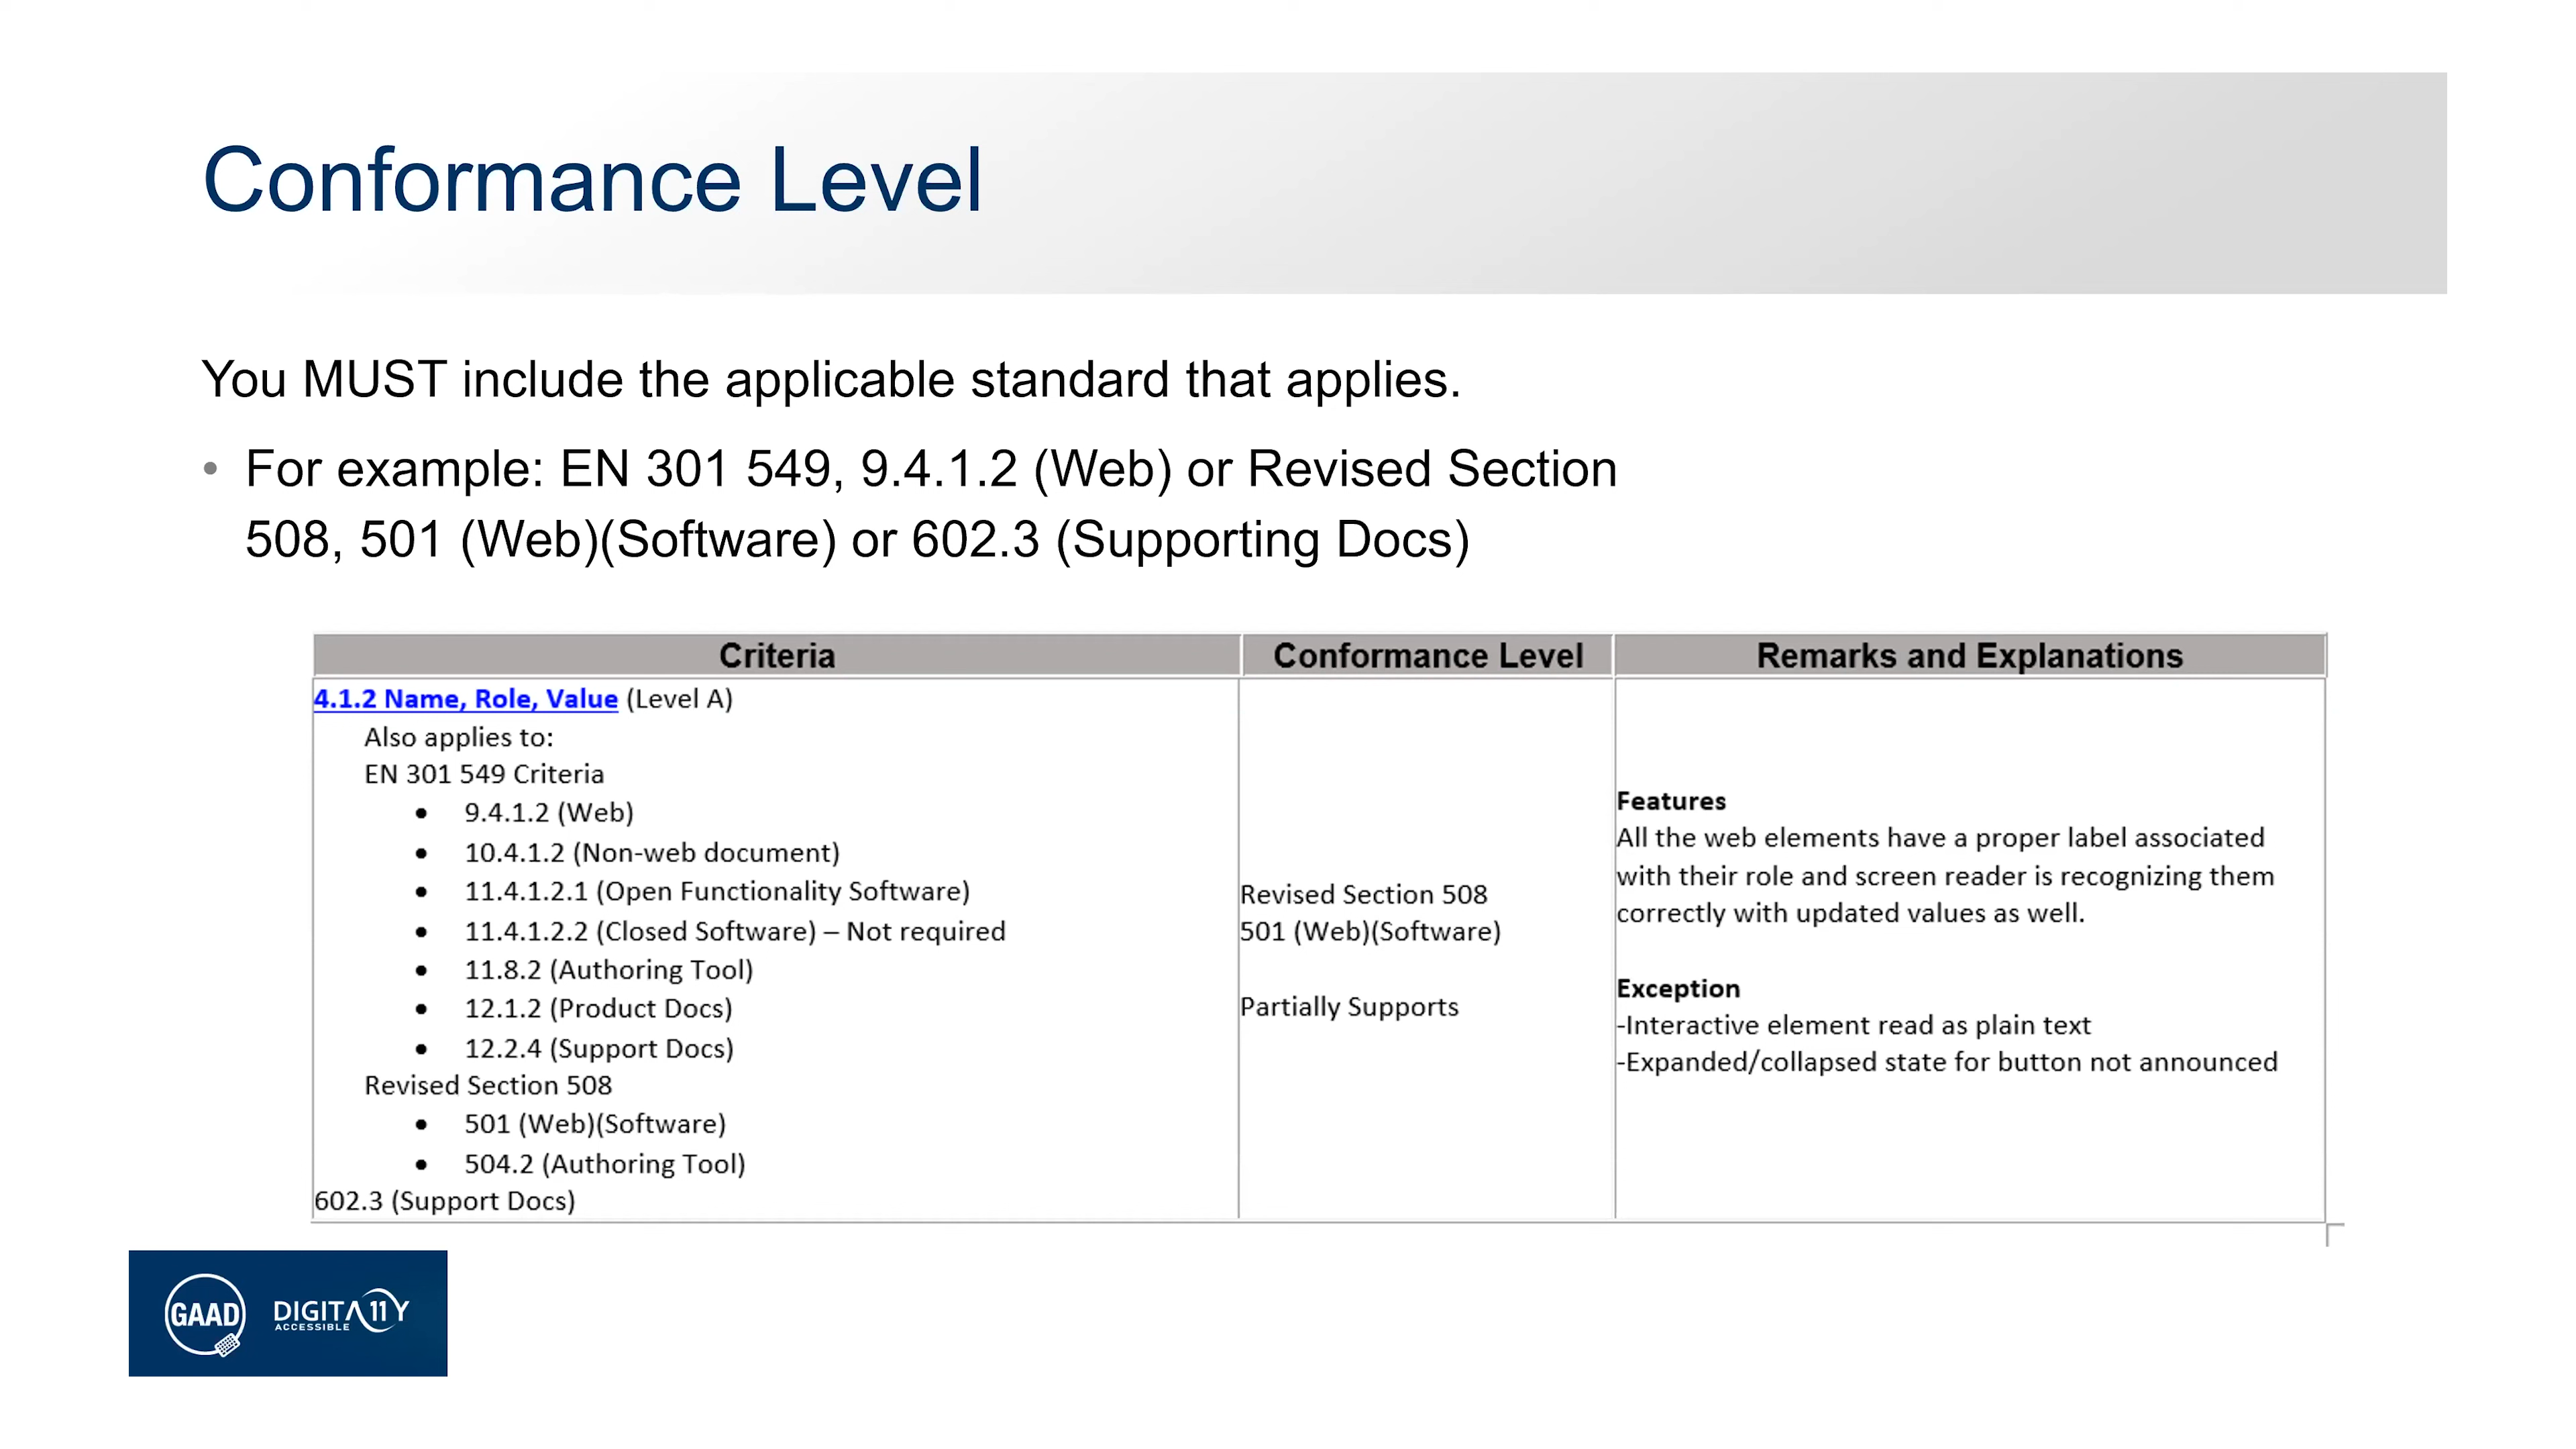 Conformance Level
You MUST include the applicable standard that applies.
• For example: EN 301 549, 9.4.1.2 (Web) or Revised Section
508, 501 (Web)(Software) or 602.3 (Supporting Docs)
Criteria
Conformance Level
Remarks and Explanations
4.1.2 Name, Role, Value (Level A)
Also applies to:
EN 301 549 Criteria
• 9.4.1.2 (Web)
• 10.4.1.2 (Non-web document)
• 11.4.1.2.1 (Open Functionality Software)
• 11.4.1.2.2 (Closed Software) – Not required
• 11.8.2 (Authoring Tool)
• 12.1.2 (Product Docs)
• 12.2.4 (Support Docs)
Revised Section 508
• 501 (Web)(Software)
• 504.2 (Authoring Tool)
602.3 (Support Docs)
Revised Section 508
501 (Web)(Software)
Partially Supports
Features
All the web elements have a proper label associated
with their role and screen reader is recognizing them
correctly with updated values as well.
Exception
-Interactive element read as plain text
-Expanded/collapsed state for button not announced
GAAD
DIGITA11Y
ACCESSIBLE